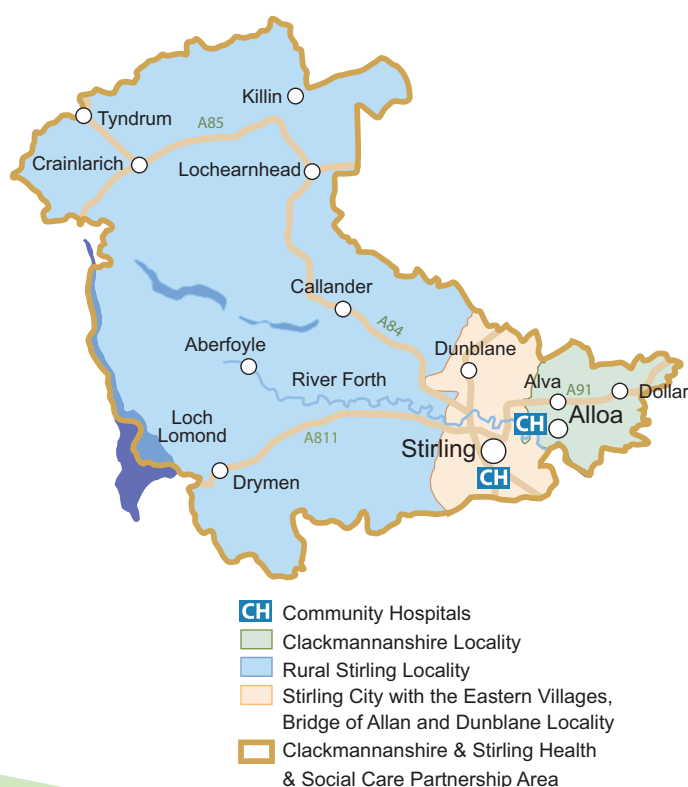 Killin
Tyndrum
A85
Crainlarich
Lochearnhead
Callander
A84
Aberfoyle
Dunblane
River Forth
Alva
A91
Dollar
Loch
Lomond
CH
Alloa
A811
Stirling
CH
Drymen
CH Community Hospitals
Clackmannanshire Locality
Rural Stirling Locality
Stirling City with the Eastern Villages,
Bridge of Allan and Dunblane Locality
Clackmannanshire & Stirling Health
& Social Care Partnership Area